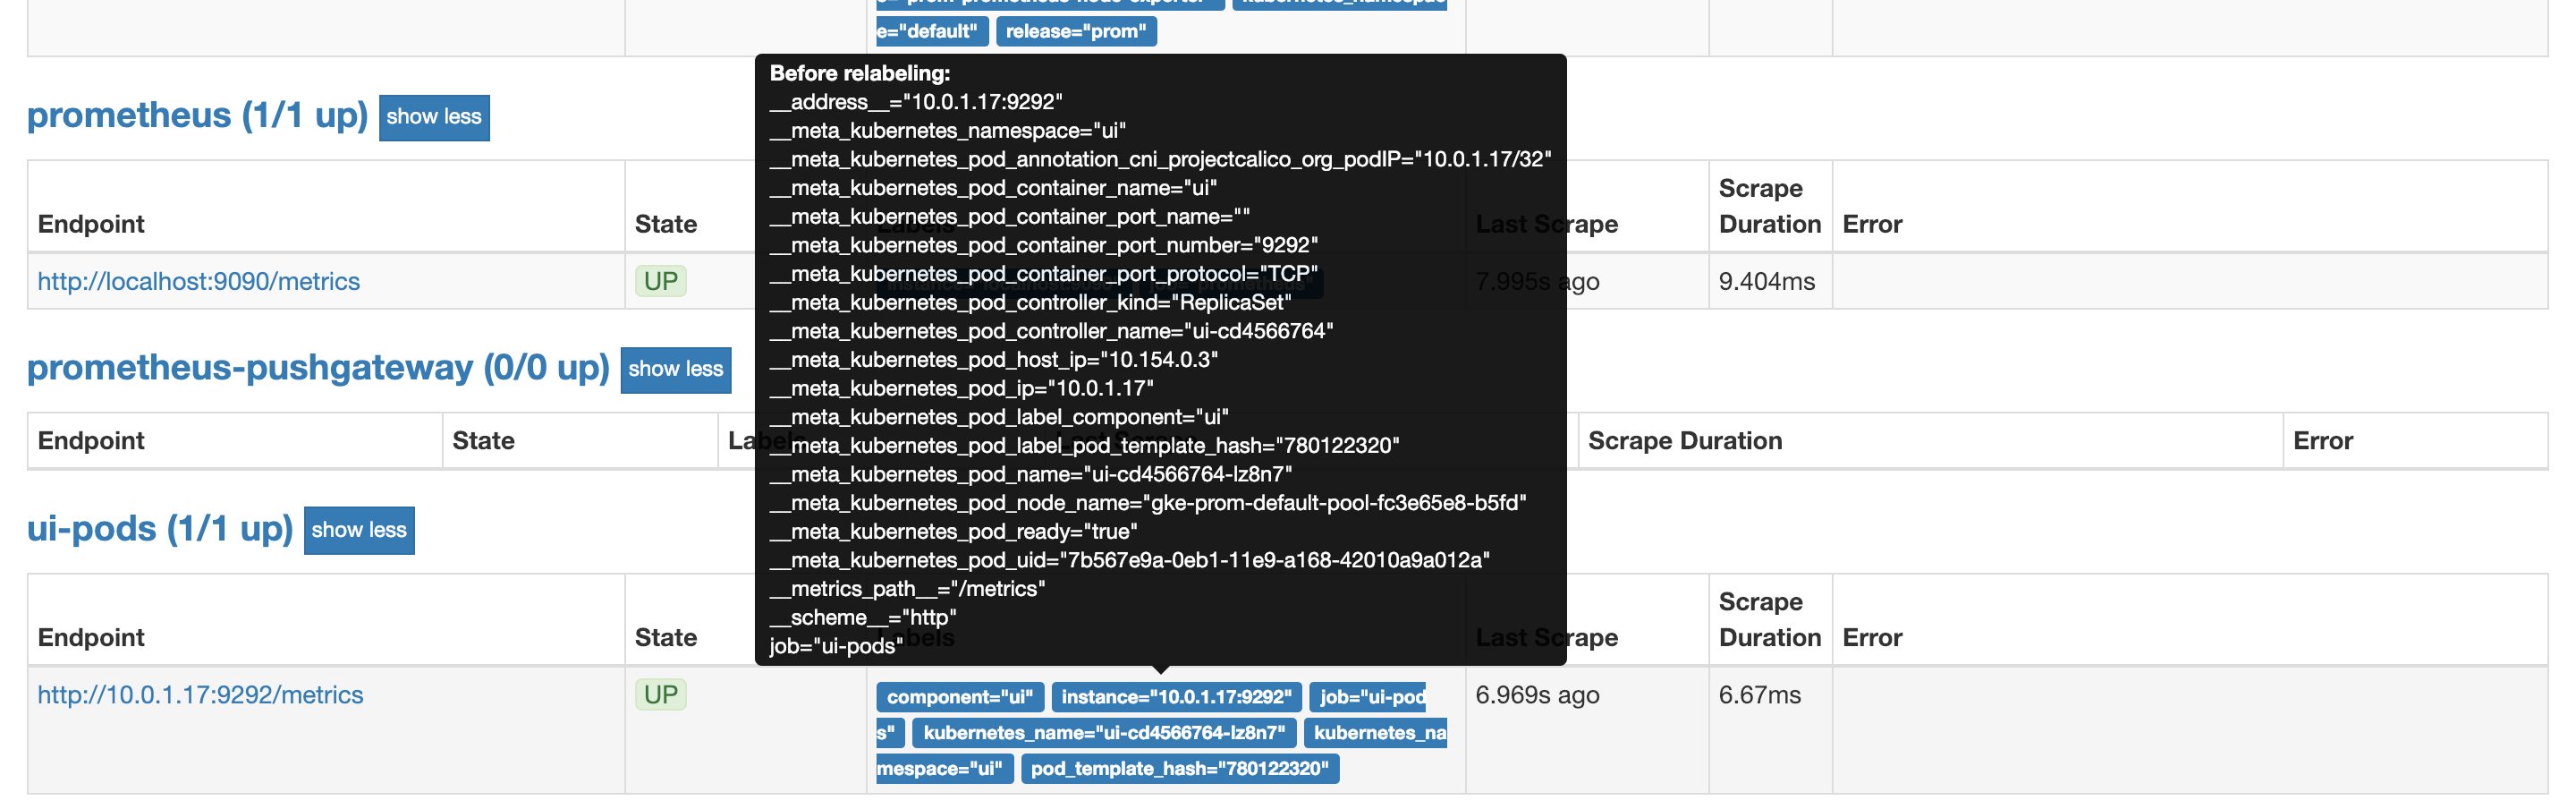 e="default" release="prom"
Before relabeling:
__address__="10.0.1.17:9292"
__meta_kubernetes_namespace="ui"
__meta_kubernetes_pod_annotation_cni_projectcalico_org_podIP="10.0.1.17/32"
__meta_kubernetes_pod_container_name="ui"
__meta_kubernetes_pod_container_port_name=""
__meta_kubernetes_pod_container_port_number="9292"
__meta_kubernetes_pod_container_port_protocol="TCP"
__meta_kubernetes_pod_controller_kind="ReplicaSet"
__meta_kubernetes_pod_controller_name="ui-cd4566764"
__meta_kubernetes_pod_host_ip="10.154.0.3"
__meta_kubernetes_pod_ip="10.0.1.17"
__meta_kubernetes_pod_label_component="ui"
__meta_kubernetes_pod_label_pod_template_hash="780122320"
__meta_kubernetes_pod_name="ui-cd4566764-lz8n7"
__meta_kubernetes_pod_node_name="gke-prom-default-pool-fc3e65e8-b5fd"
__meta_kubernetes_pod_ready="true"
__meta_kubernetes_pod_uid="7b567e9a-0eb1-11e9-a168-42010a9a012a"
__metrics_path__="/metrics"
__scheme__="http"
job="ui-pods"
prometheus (1/1 up) show less
Endpoint State Labels Last Scrape Scrape Duration Error
http://localhost:9090/metrics UP instance="localhost:9090" job="prometheus" 7.995s ago 9.404ms
prometheus-pushgateway (0/0 up) show less
Endpoint State Labels Last Scrape Scrape Duration Error
ui-pods (1/1 up) show less
Endpoint State Labels Last Scrape Scrape Duration Error
http://10.0.1.17:9292/metrics UP component="ui" instance="10.0.1.17:9292" job="ui-pod 6.969s ago 6.67ms
s" kubernetes_name="ui-cd4566764-lz8n7" kubernetes_na
mespace="ui" pod_template_hash="780122320"